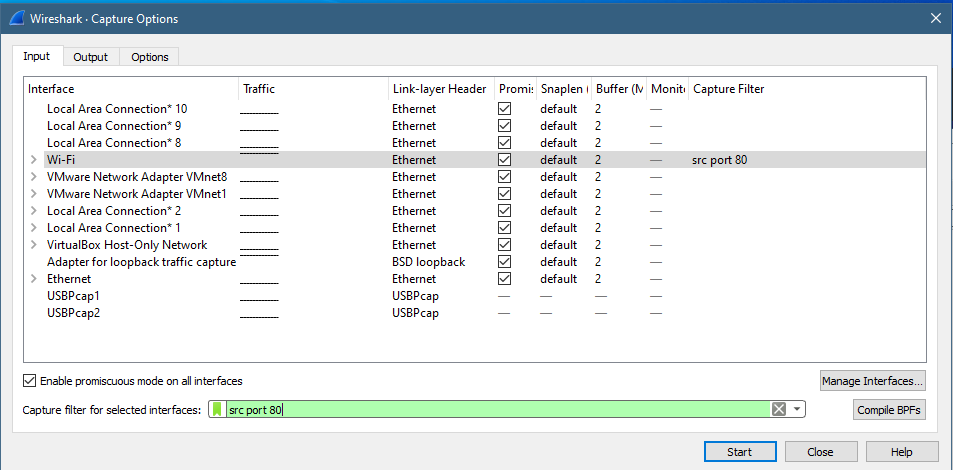 Wireshark · Capture Options
Input Output Options
Interface Traffic Link-layer Header Promis Snaplen ( Buffer (M Monito Capture Filter
Local Area Connection* 10 Ethernet default 2 —
Local Area Connection* 9 Ethernet default 2 —
Local Area Connection* 8 Ethernet default 2 —
Wi-Fi Ethernet default 2 — src port 80
VMware Network Adapter VMnet8 Ethernet default 2 —
VMware Network Adapter VMnet1 Ethernet default 2 —
Local Area Connection* 2 Ethernet default 2 —
Local Area Connection* 1 Ethernet default 2 —
VirtualBox Host-Only Network Ethernet default 2 —
Adapter for loopback traffic capture BSD loopback default 2 —
Ethernet Ethernet default 2 —
USBPcap1 USBPcap — — — —
USBPcap2 USBPcap — — — —
Enable promiscuous mode on all interfaces Manage Interfaces...
Capture filter for selected interfaces: src port 80 Compile BPFs
Start Close Help